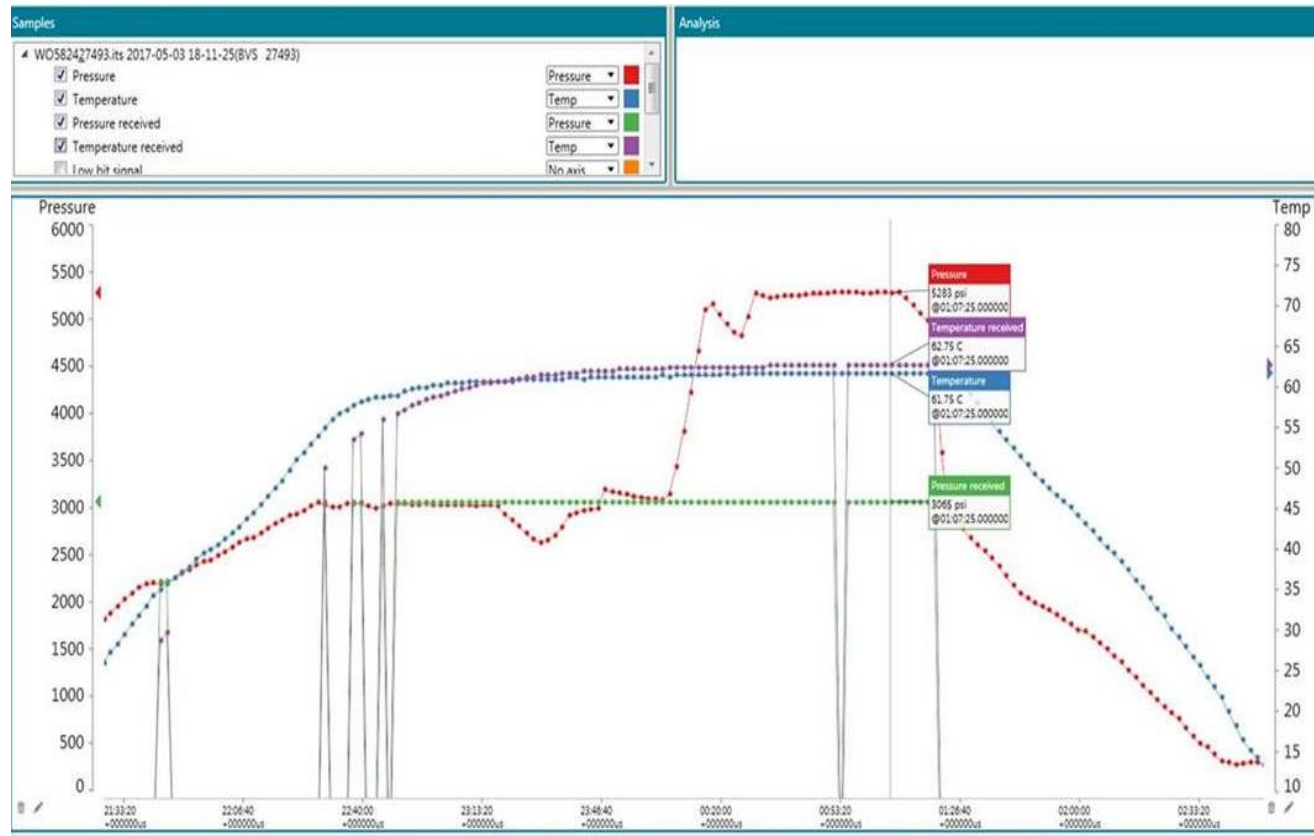 Samples
Analysis
WO582427493.its 2017-05-03 18-11-25(BVS 27493)
Pressure Pressure
Temperature Temp
Pressure received Pressure
Temperature received Temp
Low bit signal No axis
Pressure Temp
6000 80
5500 75
5000 70
4500 65
4000 60
3500 55
3000 50
2500 45
2000 40
1500 35
1000 30
500 25
0 20
15
10
Pressure
5283 psi
@01:07:25.000000
Temperature received
62.75 C
@01:07:25.000000
Temperature
61.75 C
@01:07:25.000000
Pressure received
3065 psi
@01:07:25.000000
21:33:20 22:06:40 22:40:00 23:13:20 23:46:40 00:20:00 00:53:20 01:26:40 02:00:00 02:33:20
+000000us +000000us +000000us +000000us +000000us +000000us +000000us +000000us +000000us +000000us